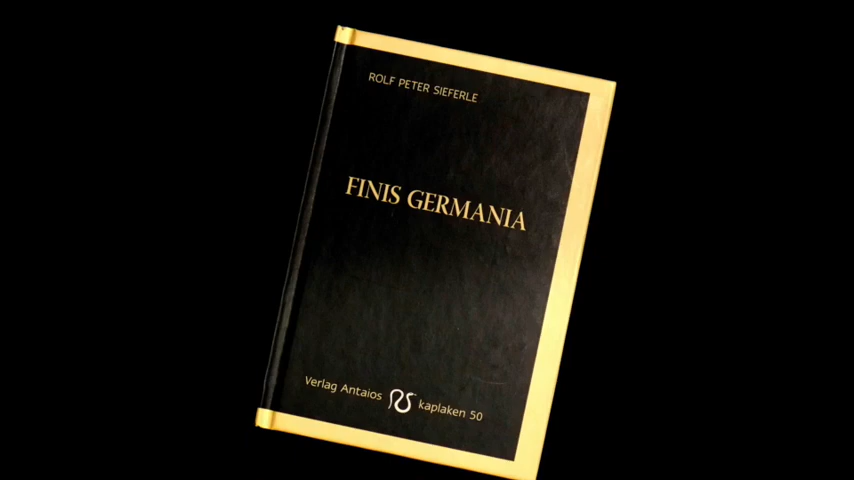 ROLF PETER SIEFERLE
FINIS GERMANIA
Verlag Antaios kaplaken 50